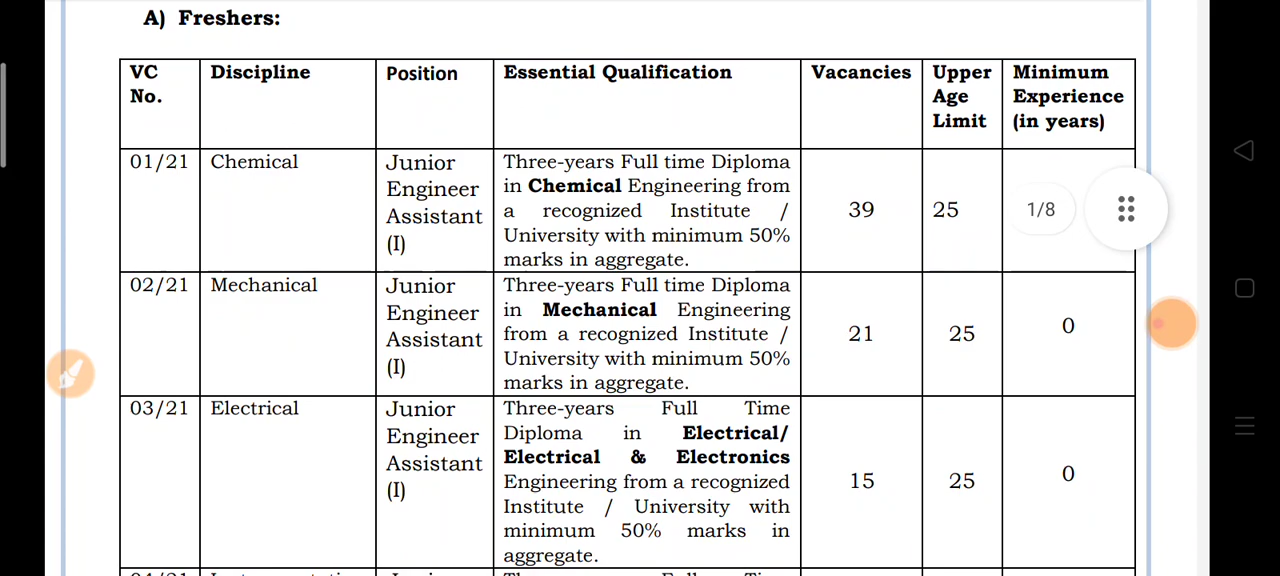 A) Freshers:
VC No. Discipline Position Essential Qualification Vacancies Upper Age Limit Minimum Experience (in years)
01/21 Chemical Junior Engineer Assistant (I) Three-years Full time Diploma in Chemical Engineering from a recognized Institute / University with minimum 50% marks in aggregate. 39 25
1/8
02/21 Mechanical Junior Engineer Assistant (I) Three-years Full time Diploma in Mechanical Engineering from a recognized Institute / University with minimum 50% marks in aggregate. 21 25 0
03/21 Electrical Junior Engineer Assistant (I) Three-years Full Time Diploma in Electrical/ Electrical & Electronics Engineering from a recognized Institute / University with minimum 50% marks in aggregate. 15 25 0